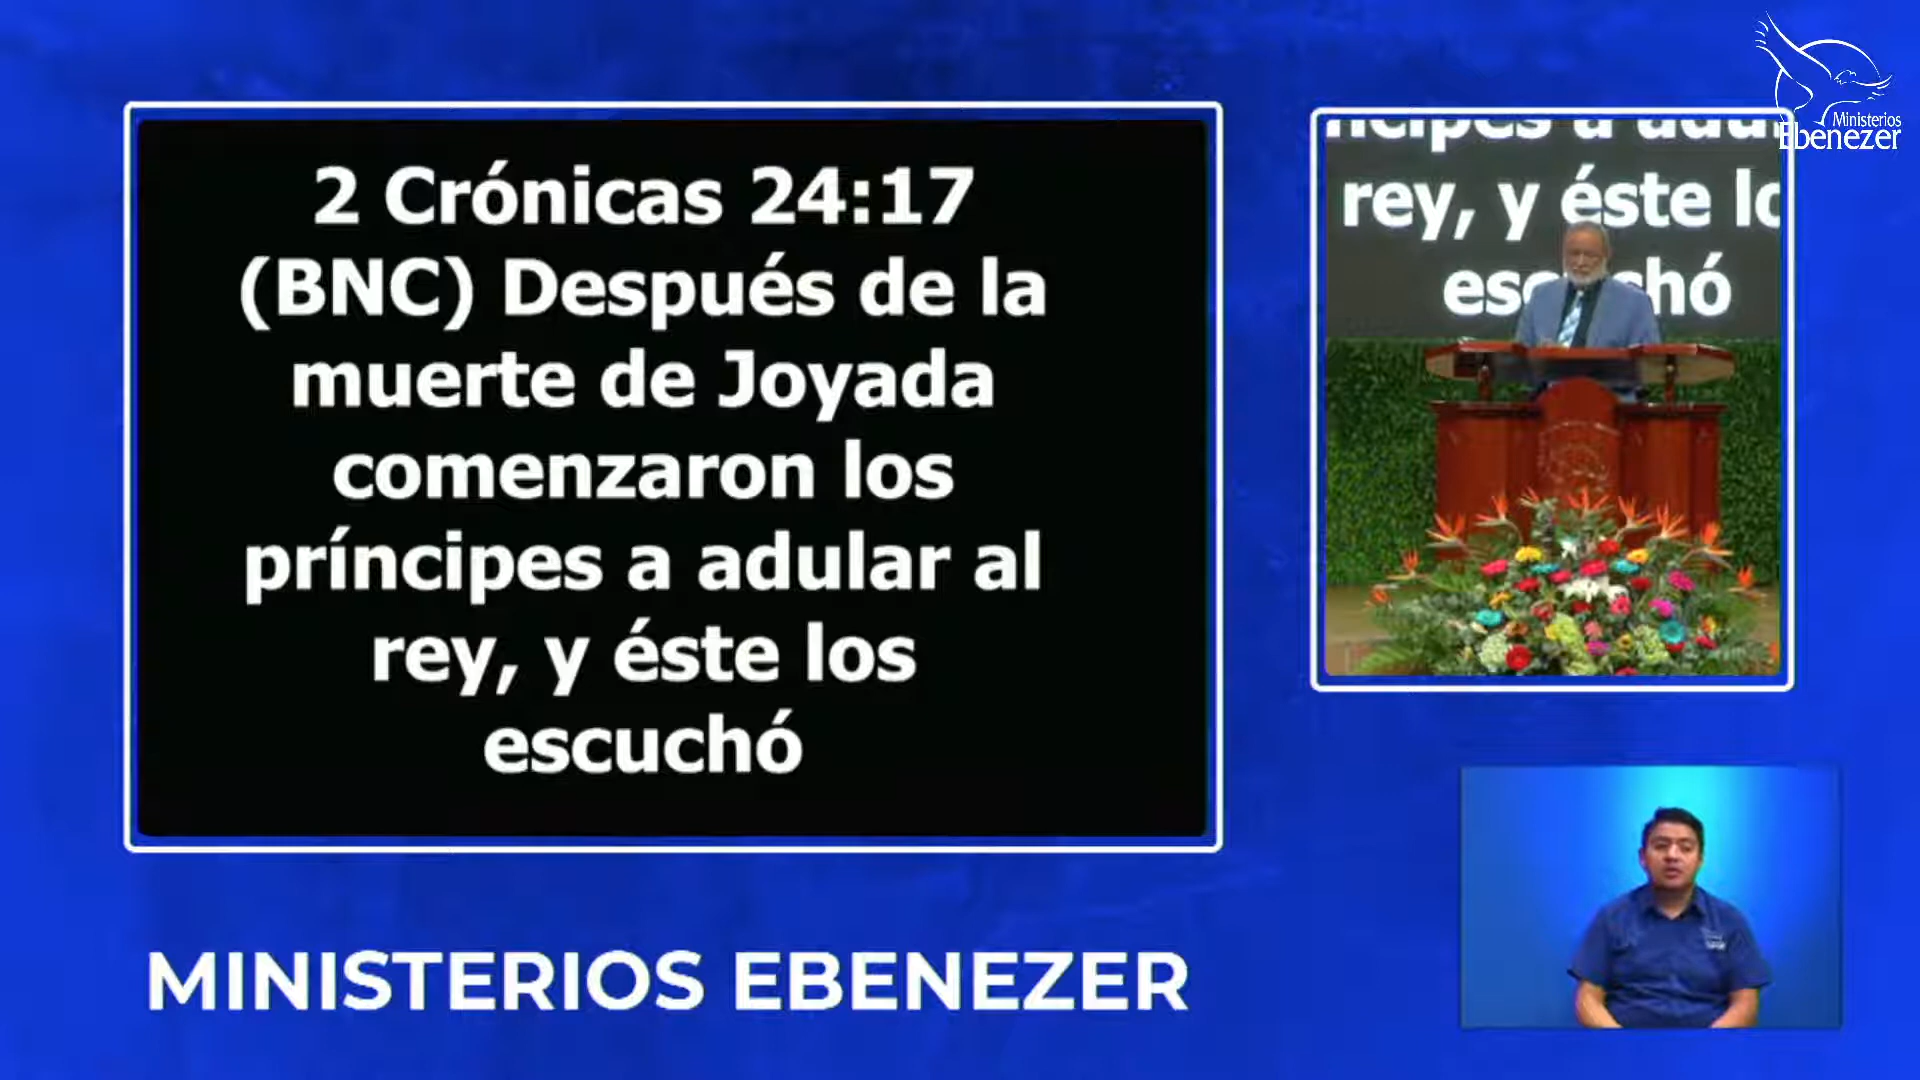 2 Crónicas 24:17
(BNC) Después de la
muerte de Joyada
comenzaron los
príncipes a adular al
rey, y éste los
escuchó
rey, y éste
Ministerios
Ebenezer
MINISTERIOS EBENEZER